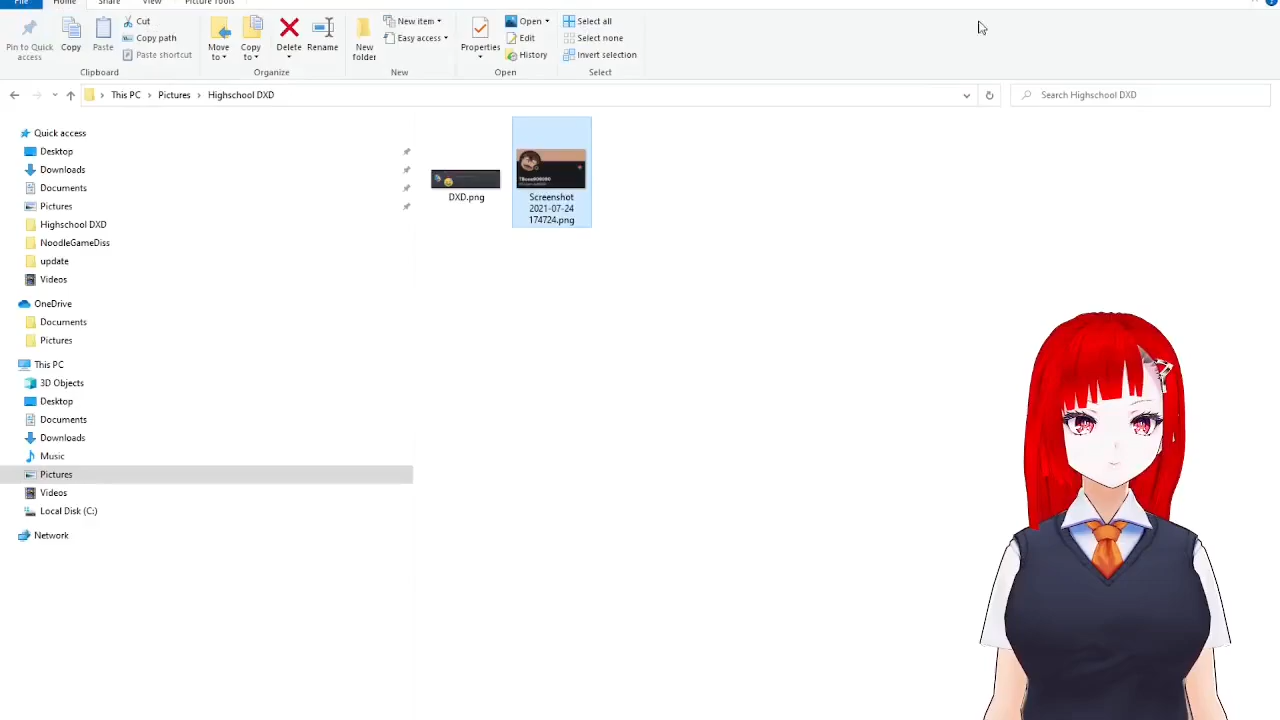 File Home Share View Picture Tools
Pin to Quick access
Copy
Paste
Cut
Copy path
Paste shortcut
Clipboard
Move to
Copy to
Delete
Rename
Organize
New folder
New item
Easy access
New
Properties
Open
Edit
History
Open
Select all
Select none
Invert selection
Select
This PC > Pictures > Highschool DXD
Search Highschool DXD
Quick access
Desktop
Downloads
Documents
Pictures
Highschool DXD
NoodleGameDiss
update
Videos
OneDrive
Documents
Pictures
This PC
3D Objects
Desktop
Documents
Downloads
Music
Pictures
Videos
Local Disk (C:)
Network
DXD.png
Screenshot
2021-07-24
174724.png